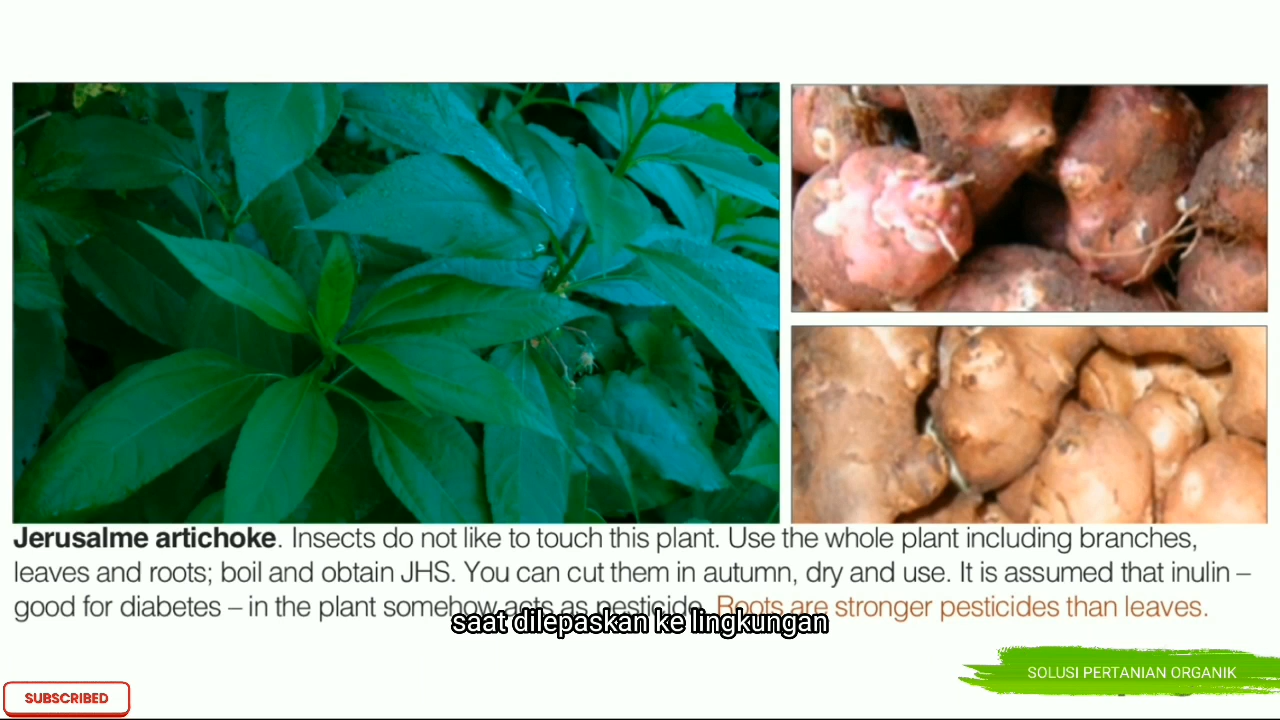 Jerusalme artichoke. Insects do not like to touch this plant. Use the whole plant including branches,
leaves and roots; boil and obtain JHS. You can cut them in autumn, dry and use. It is assumed that inulin –
good for diabetes – in the plant somehow acts as pesticide. Roots are stronger pesticides than leaves.
saat dilepaskan ke lingkungan
SOLUSI PERTANIAN ORGANIK
SUBSCRIBED